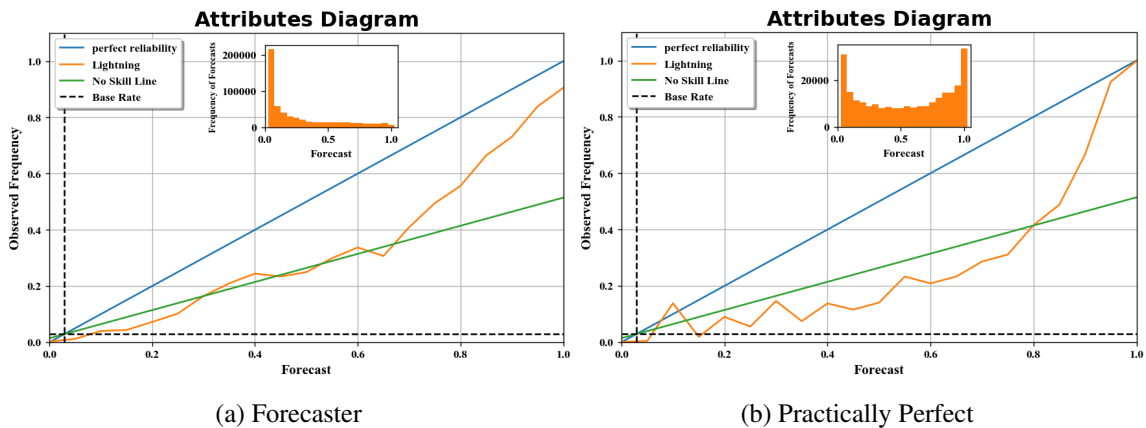 Attributes Diagram
perfect reliability
Lightning
No Skill Line
Base Rate
Observed Frequency
1.0
0.8
0.6
0.4
0.2
0.0
0.0
0.2
0.4
0.6
0.8
1.0
Forecast
Frequency of Forecasts
200000
100000
0
0.0
0.5
1.0
Forecast
(a) Forecaster
Attributes Diagram
perfect reliability
Lightning
No Skill Line
Base Rate
Observed Frequency
1.0
0.8
0.6
0.4
0.2
0.0
0.0
0.2
0.4
0.6
0.8
1.0
Forecast
Frequency of Forecasts
20000
0
0.0
0.5
1.0
Forecast
(b) Practically Perfect